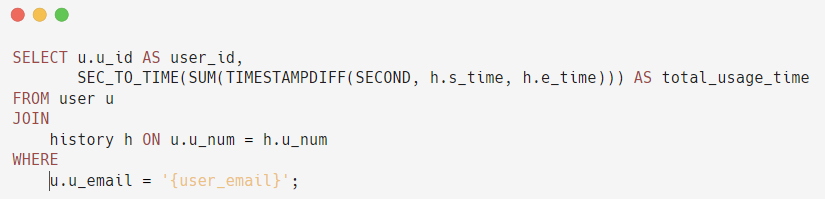 SELECT u.u_id AS user_id,
       SEC_TO_TIME(SUM(TIMESTAMPDIFF(SECOND, h.s_time, h.e_time))) AS total_usage_time
FROM user u
JOIN
    history h ON u.u_num = h.u_num
WHERE
    u.u_email = '{user_email}';